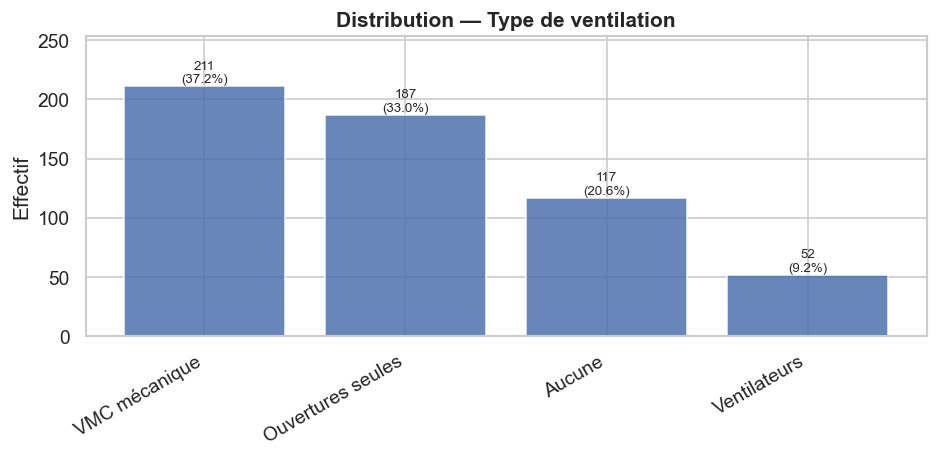 Distribution — Type de ventilation
Effectif
250
200
150
100
50
0
211
(37.2%)
187
(33.0%)
117
(20.6%)
52
(9.2%)
VMC mécanique
Ouvertures seules
Aucune
Ventilateurs